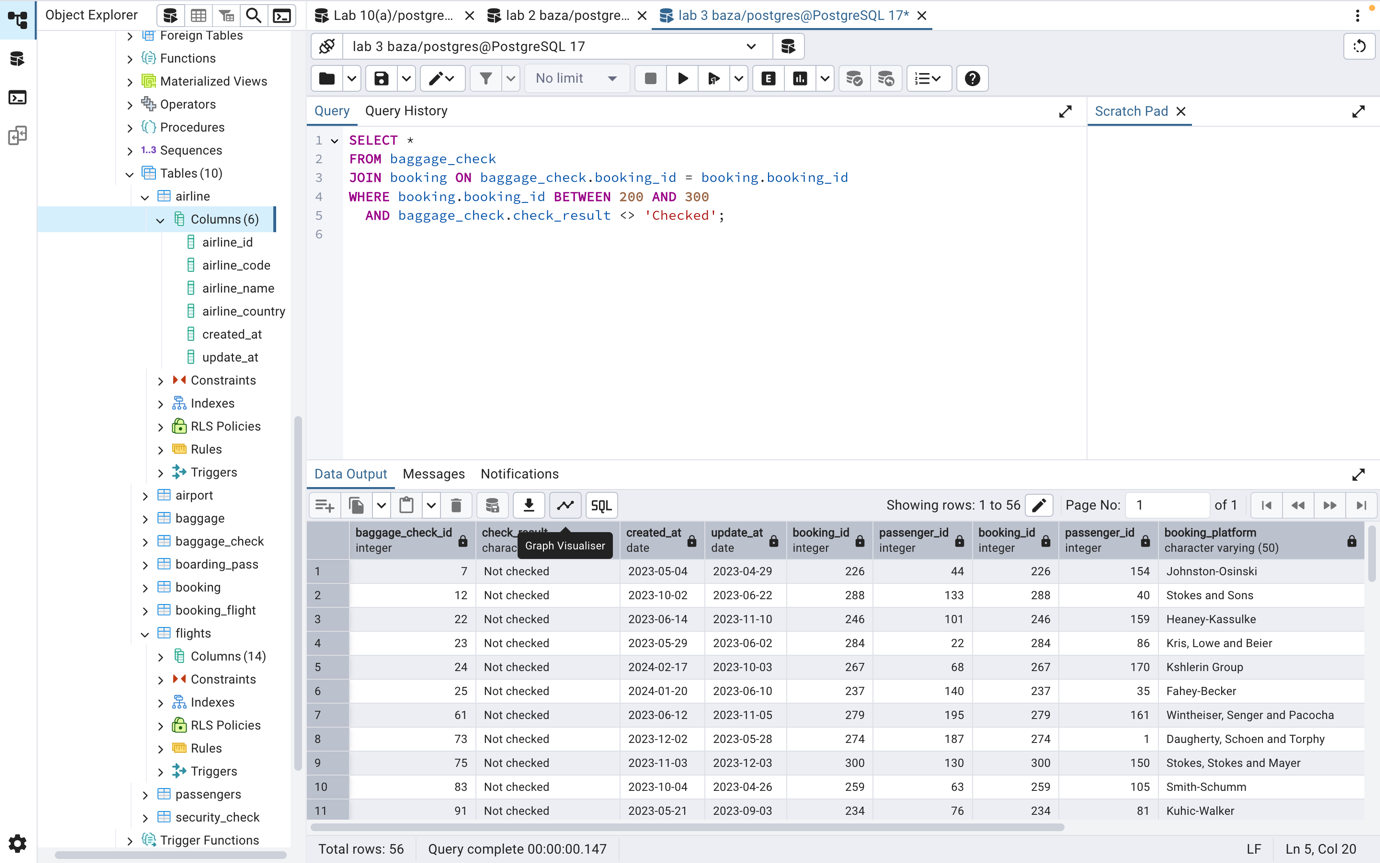 Object Explorer
Lab 10(a)/postgre...
lab 2 baza/postgre...
lab 3 baza/postgres@PostgreSQL 17*
Foreign Tables
Functions
Materialized Views
Operators
Procedures
1..3 Sequences
Tables (10)
airline
Columns (6)
airline_id
airline_code
airline_name
airline_country
created_at
update_at
Constraints
Indexes
RLS Policies
Rules
Triggers
airport
baggage
baggage_check
boarding_pass
booking
booking_flight
flights
Columns (14)
Constraints
Indexes
RLS Policies
Rules
Triggers
passengers
security_check
Trigger Functions
lab 3 baza/postgres@PostgreSQL 17
No limit
E
Query
Query History
Scratch Pad
1 SELECT *
2 FROM baggage_check
3 JOIN booking ON baggage_check.booking_id = booking.booking_id
4 WHERE booking.booking_id BETWEEN 200 AND 300
5 AND baggage_check.check_result <> 'Checked';
6
Data Output
Messages
Notifications
SQL
Showing rows: 1 to 56
Page No: 1 of 1
Graph Visualiser
baggage_check_id integer
check_result charac
created_at date
update_at date
booking_id integer
passenger_id integer
booking_id integer
passenger_id integer
booking_platform character varying (50)
1 7 Not checked 2023-05-04 2023-04-29 226 44 226 154 Johnston-Osinski
2 12 Not checked 2023-10-02 2023-06-22 288 133 288 40 Stokes and Sons
3 22 Not checked 2023-06-14 2023-11-10 246 101 246 159 Heaney-Kassulke
4 23 Not checked 2023-05-29 2023-06-02 284 22 284 86 Kris, Lowe and Beier
5 24 Not checked 2024-02-17 2023-10-03 267 68 267 170 Kshlerin Group
6 25 Not checked 2024-01-20 2023-06-10 237 140 237 35 Fahey-Becker
7 61 Not checked 2023-06-12 2023-11-05 279 195 279 161 Wintheiser, Senger and Pacocha
8 73 Not checked 2023-12-02 2023-05-28 274 187 274 1 Daugherty, Schoen and Torphy
9 75 Not checked 2023-11-03 2023-12-03 300 130 300 150 Stokes, Stokes and Mayer
10 83 Not checked 2023-10-04 2023-04-26 259 63 259 105 Smith-Schumm
11 91 Not checked 2023-05-21 2023-09-03 234 76 234 81 Kuhic-Walker
Total rows: 56
Query complete 00:00:00.147
LF
Ln 5, Col 20